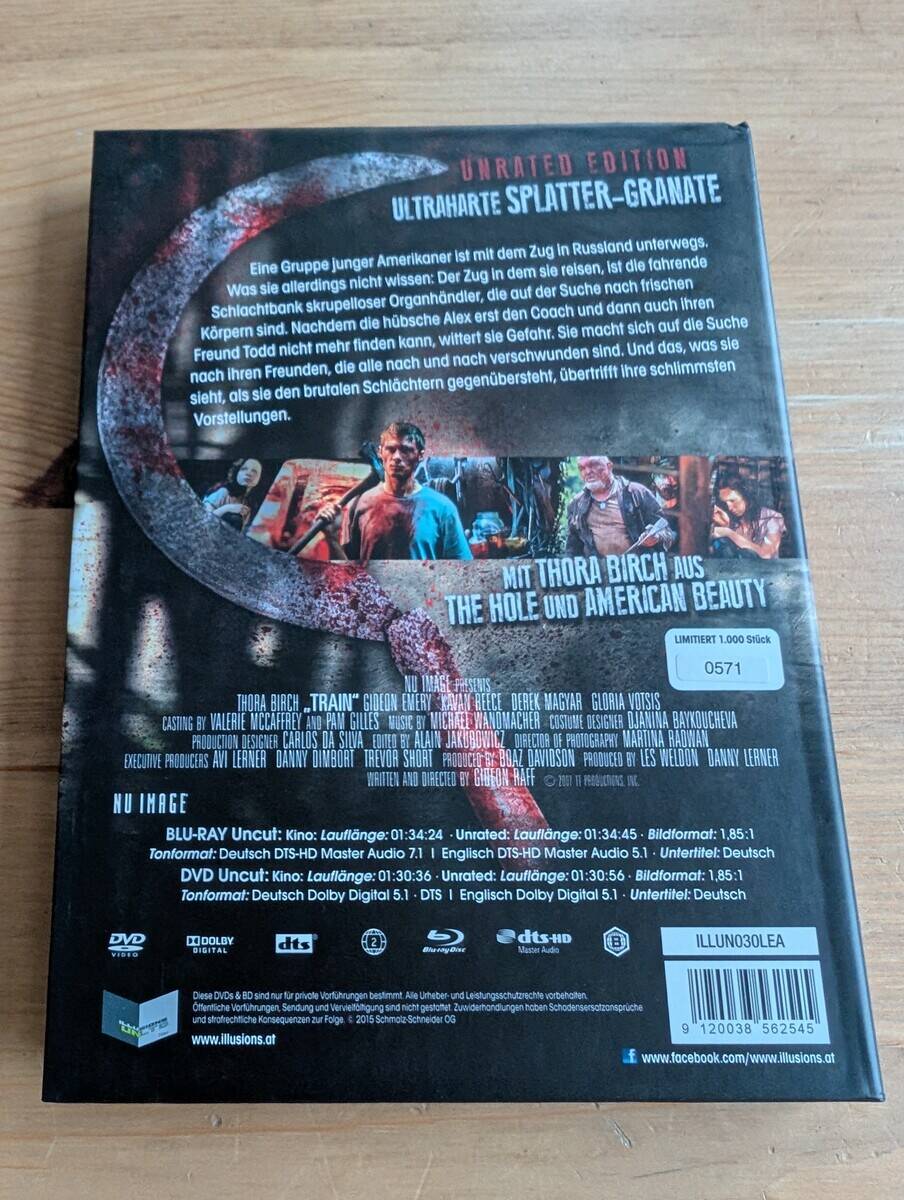 UNRATED EDITION
ULTRAHARTE SPLATTER-GRANATE
Eine Gruppe junger Amerikaner ist mit dem Zug in Russland unterwegs.
Was sie allerdings nicht wissen: Der Zug in dem sie reisen, ist die fahrende
Schlachtbank skrupelloser Organhändler, die auf der Suche nach frischen
Körpern sind. Nachdem die hübsche Alex erst den Coach und dann auch ihren
Freund Todd nicht mehr finden kann, wittert sie Gefahr. Sie macht sich auf die Suche
nach ihren Freunden, die alle nach und nach verschwunden sind. Und das, was sie
sieht, als sie den brutalen Schlächtern gegenübersteht, übertrifft ihre schlimmsten
Vorstellungen.
MIT THORA BIRCH AUS
THE HOLE UND AMERICAN BEAUTY
LIMITIERT 1.000 Stück
0571
NU IMAGE PRESENTS
THORA BIRCH „TRAIN“ GIDEON EMERY KAVAN REECE DEREK MAGYAR GLORIA VOTSIS
CASTING BY VALERIE MCCAFFREY AND PAM GILLES MUSIC BY MICHAEL WANDMACHER COSTUME DESIGNER DJANINA BAYKOUCHEVA
PRODUCTION DESIGNER CARLOS DA SILVA EDITED BY ALAIN JAKUBOWICZ DIRECTOR OF PHOTOGRAPHY MARTINA RADWAN
EXECUTIVE PRODUCERS AVI LERNER DANNY DIMBORT TREVOR SHORT PRODUCED BY BOAZ DAVIDSON PRODUCED BY LES WELDON DANNY LERNER
WRITTEN AND DIRECTED BY GIDEON RAFF © 2007 TT PRODUCTIONS, INC.
NU IMAGE
BLU-RAY Uncut: Kino: Lauflänge: 01:34:24 · Unrated: Lauflänge: 01:34:45 · Bildformat: 1,85:1
Tonformat: Deutsch DTS-HD Master Audio 7.1 I Englisch DTS-HD Master Audio 5.1 · Untertitel: Deutsch
DVD Uncut: Kino: Lauflänge: 01:30:36 · Unrated: Lauflänge: 01:30:56 · Bildformat: 1,85:1
Tonformat: Deutsch Dolby Digital 5.1 · DTS I Englisch Dolby Digital 5.1 · Untertitel: Deutsch
DVD VIDEO DOLBY DIGITAL dts 2 Blu-ray Disc dts-HD Master Audio B
ILLUN030LEA
Diese DVDs & BD sind nur für private Vorführungen bestimmt. Alle Urheber- und Leistungsschutzrechte vorbehalten.
Öffentliche Vorführungen, Sendung und Vervielfältigung sind nicht gestattet. Zuwiderhandlungen haben Schadensersatzansprüche
und strafrechtliche Konsequenzen zur Folge. © 2015 Schmalz-Schneider OG
www.illusions.at
9 120038 562545
f www.facebook.com/www.illusions.at